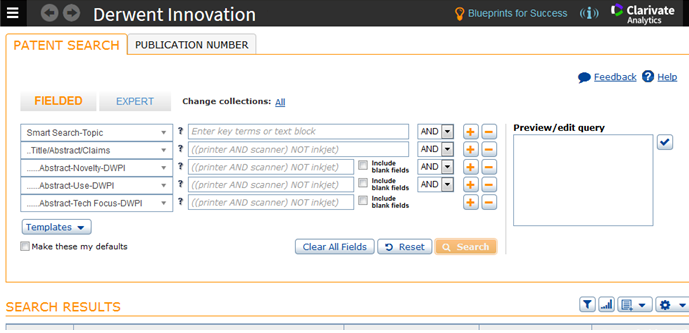 Derwent Innovation
Blueprints for Success
Clarivate
Analytics
PATENT SEARCH
PUBLICATION NUMBER
Feedback
? Help
FIELDED
EXPERT
Change collections: All
Smart Search-Topic ? Enter key terms or text block AND
..Title/Abstract/Claims ? ((printer AND scanner) NOT inkjet) AND
......Abstract-Novelty-DWPI ? ((printer AND scanner) NOT inkjet) Include blank fields AND
......Abstract-Use-DWPI ? ((printer AND scanner) NOT inkjet) Include blank fields AND
......Abstract-Tech Focus-DWPI ? ((printer AND scanner) NOT inkjet) Include blank fields
Preview/edit query
Templates
Make these my defaults
Clear All Fields
Reset
Search
SEARCH RESULTS